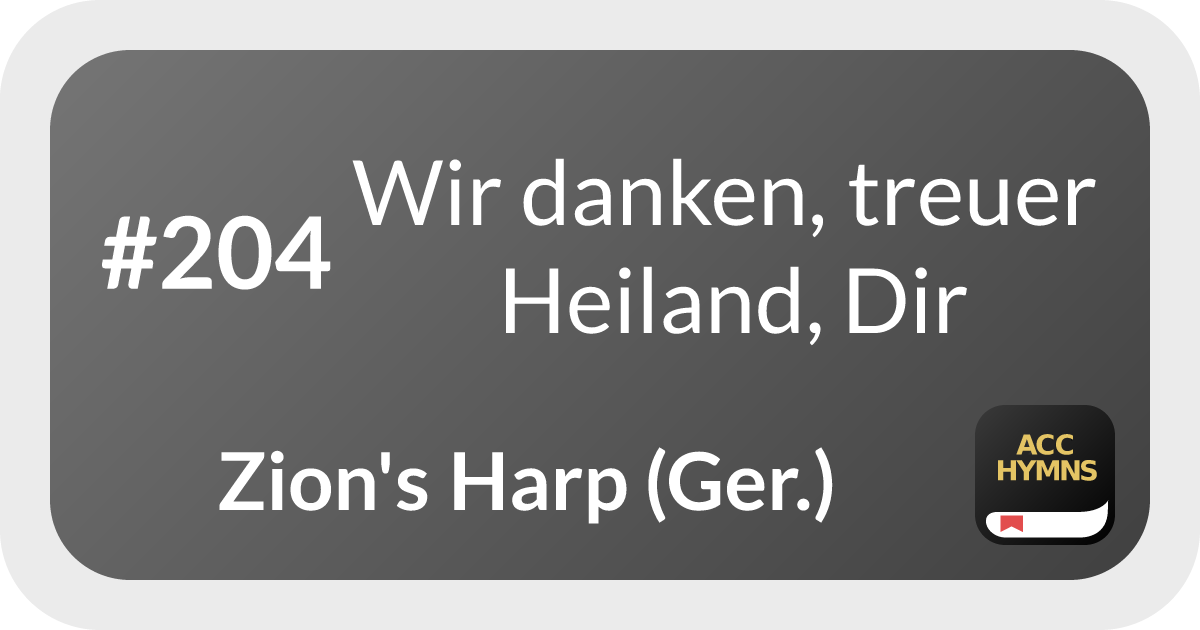 #204
Wir danken, treuer
Heiland, Dir
Zion's Harp (Ger.)
ACC
HYMNS